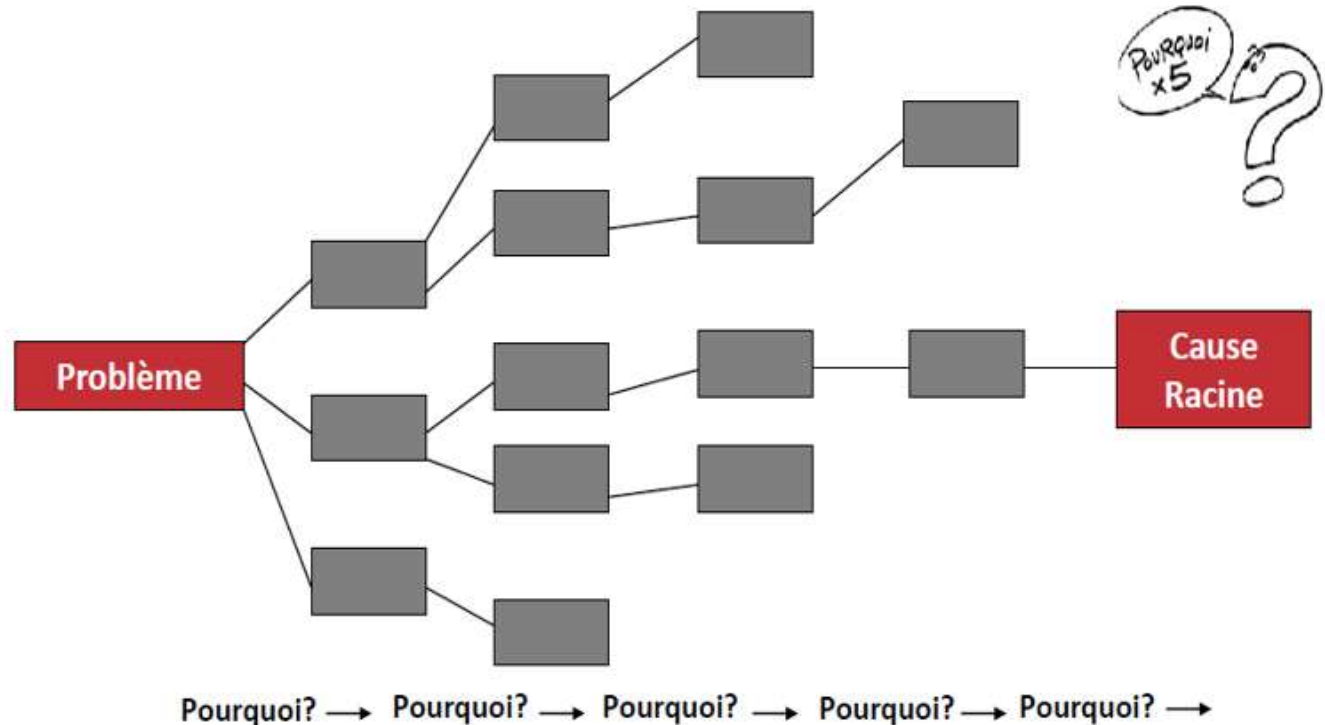 POURQUOI
x5
Problème
Cause
Racine
Pourquoi? → Pourquoi? → Pourquoi? → Pourquoi? → Pourquoi? →